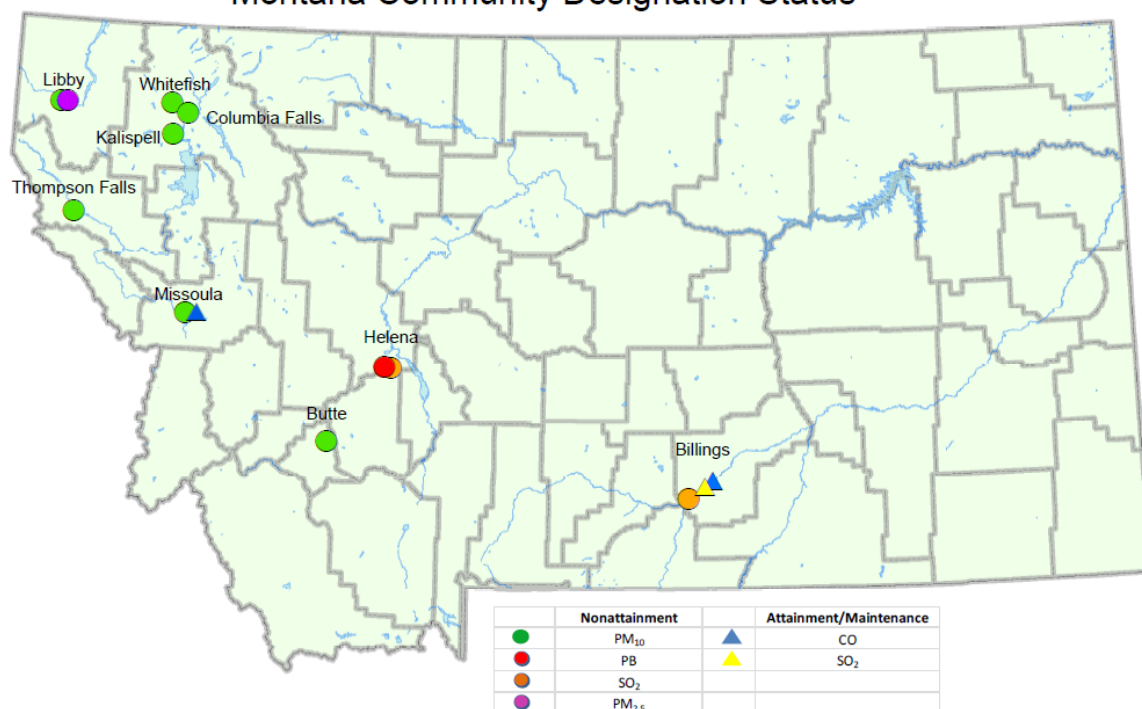 Montana Community Designation Status
Libby
Whitefish
Columbia Falls
Kalispell
Thompson Falls
Missoula
Helena
Butte
Billings
Nonattainment Attainment/Maintenance
PM10 CO
PB SO2
SO2
PM2.5